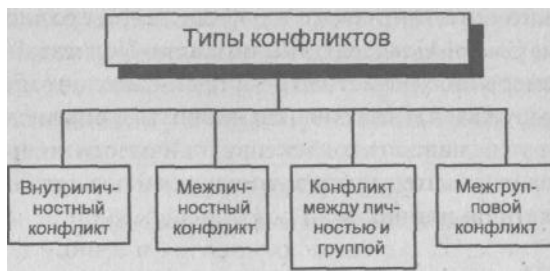 Типы конфликтов
Внутрилич-
ностный
конфликт
Межлич-
ностный
конфликт
Конфликт
между лич-
ностью и
группой
Межгруп-
повой
конфликт